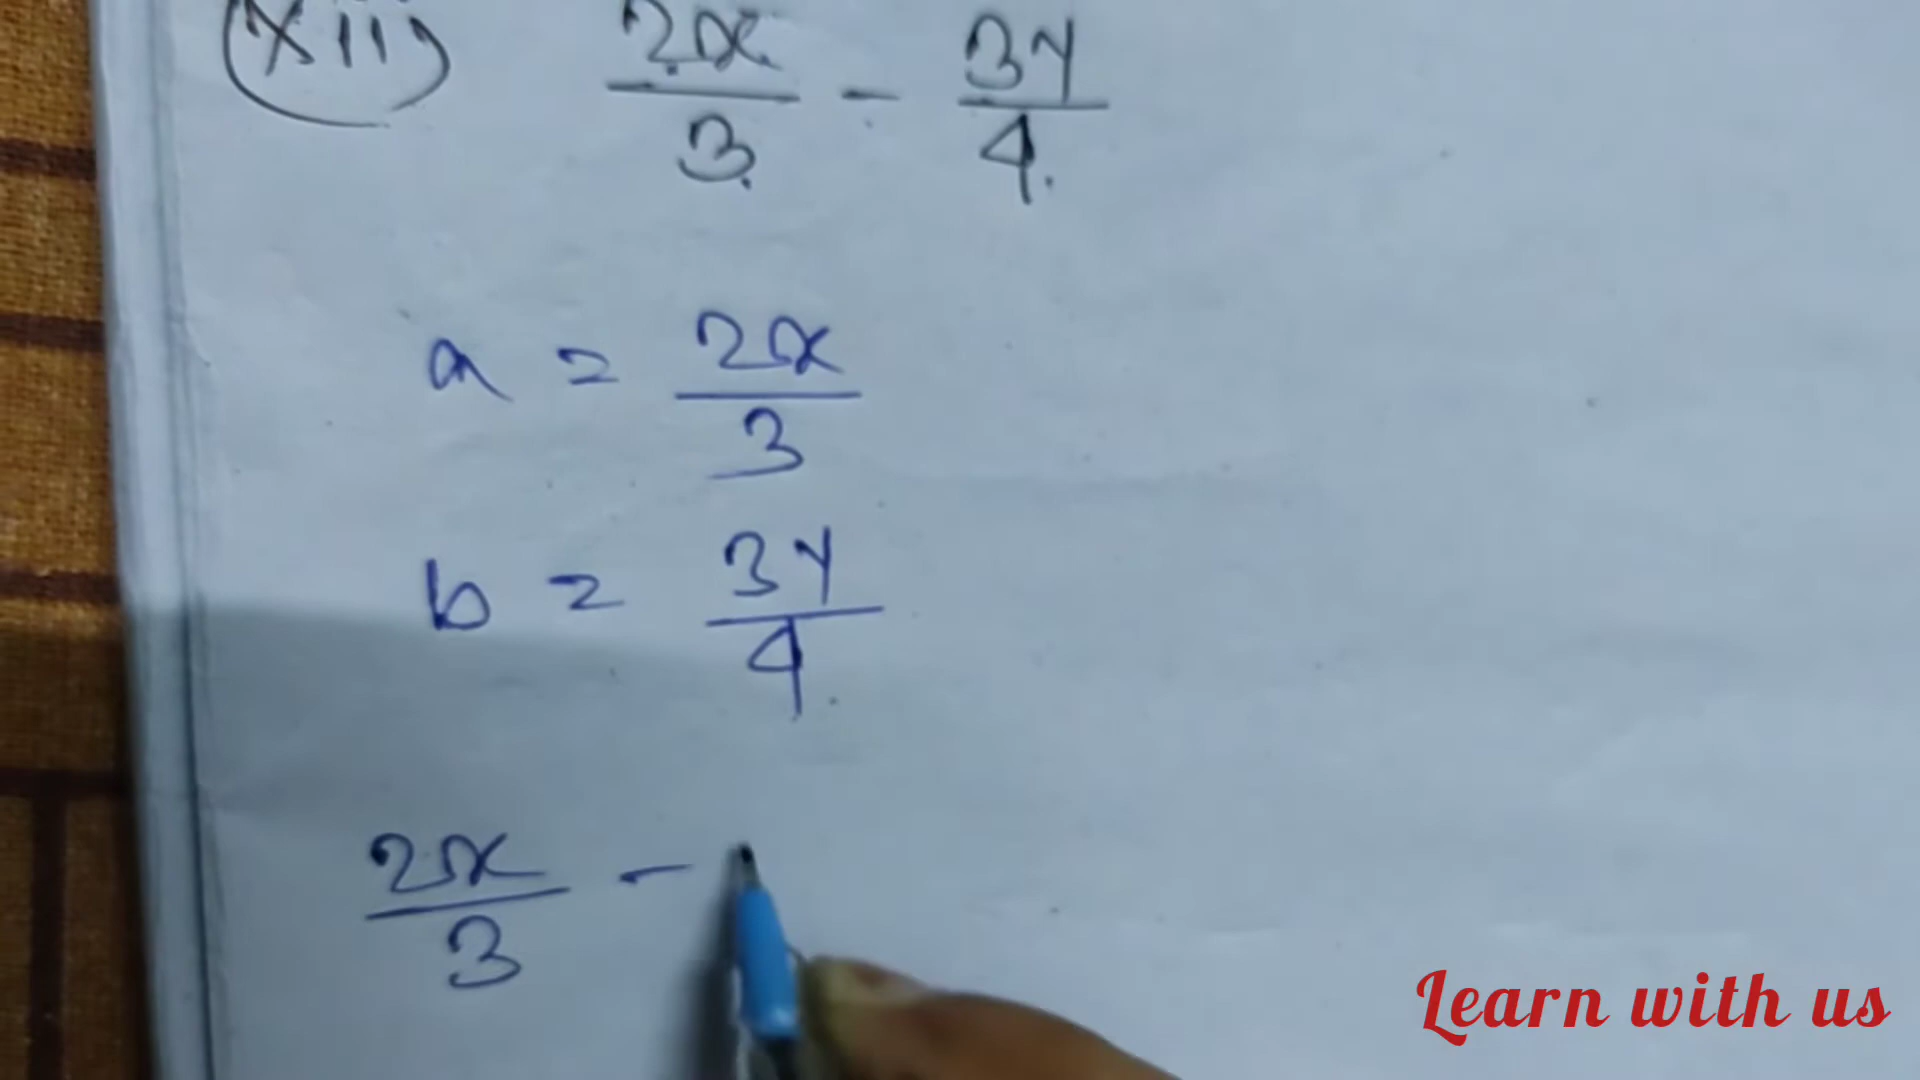 (xii) 2x/3 - 3y/4
a = 2x/3
b = 3y/4
2x/3 -
Learn with us